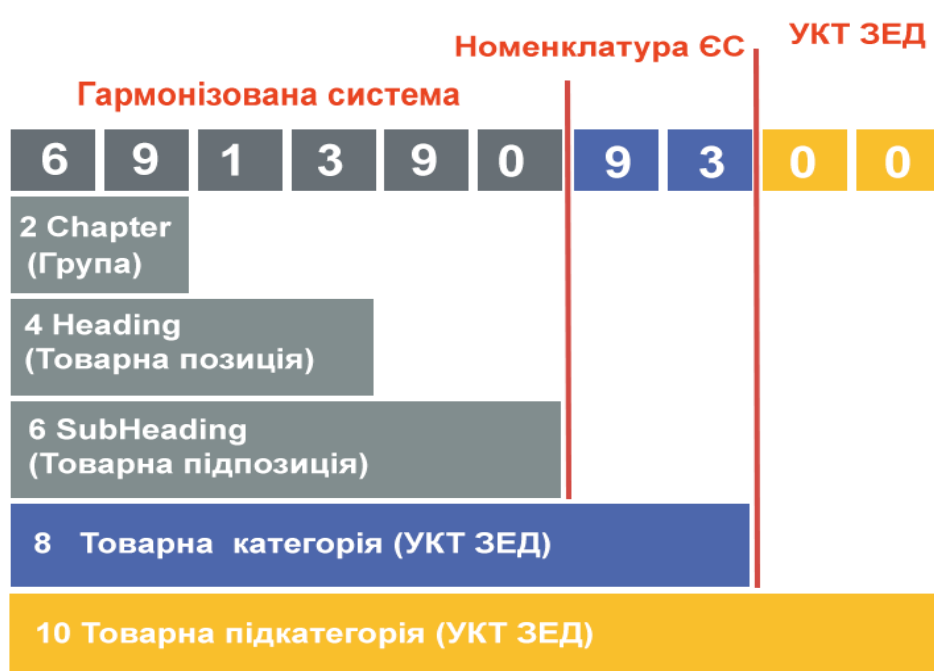 УКТ ЗЕД
Номенклатура ЄС
Гармонізована система
6 9 1 3 9 0 9 3 0 0
2 Chapter
(Група)
4 Heading
(Товарна позиція)
6 SubHeading
(Товарна підпозиція)
8 Товарна категорія (УКТ ЗЕД)
10 Товарна підкатегорія (УКТ ЗЕД)